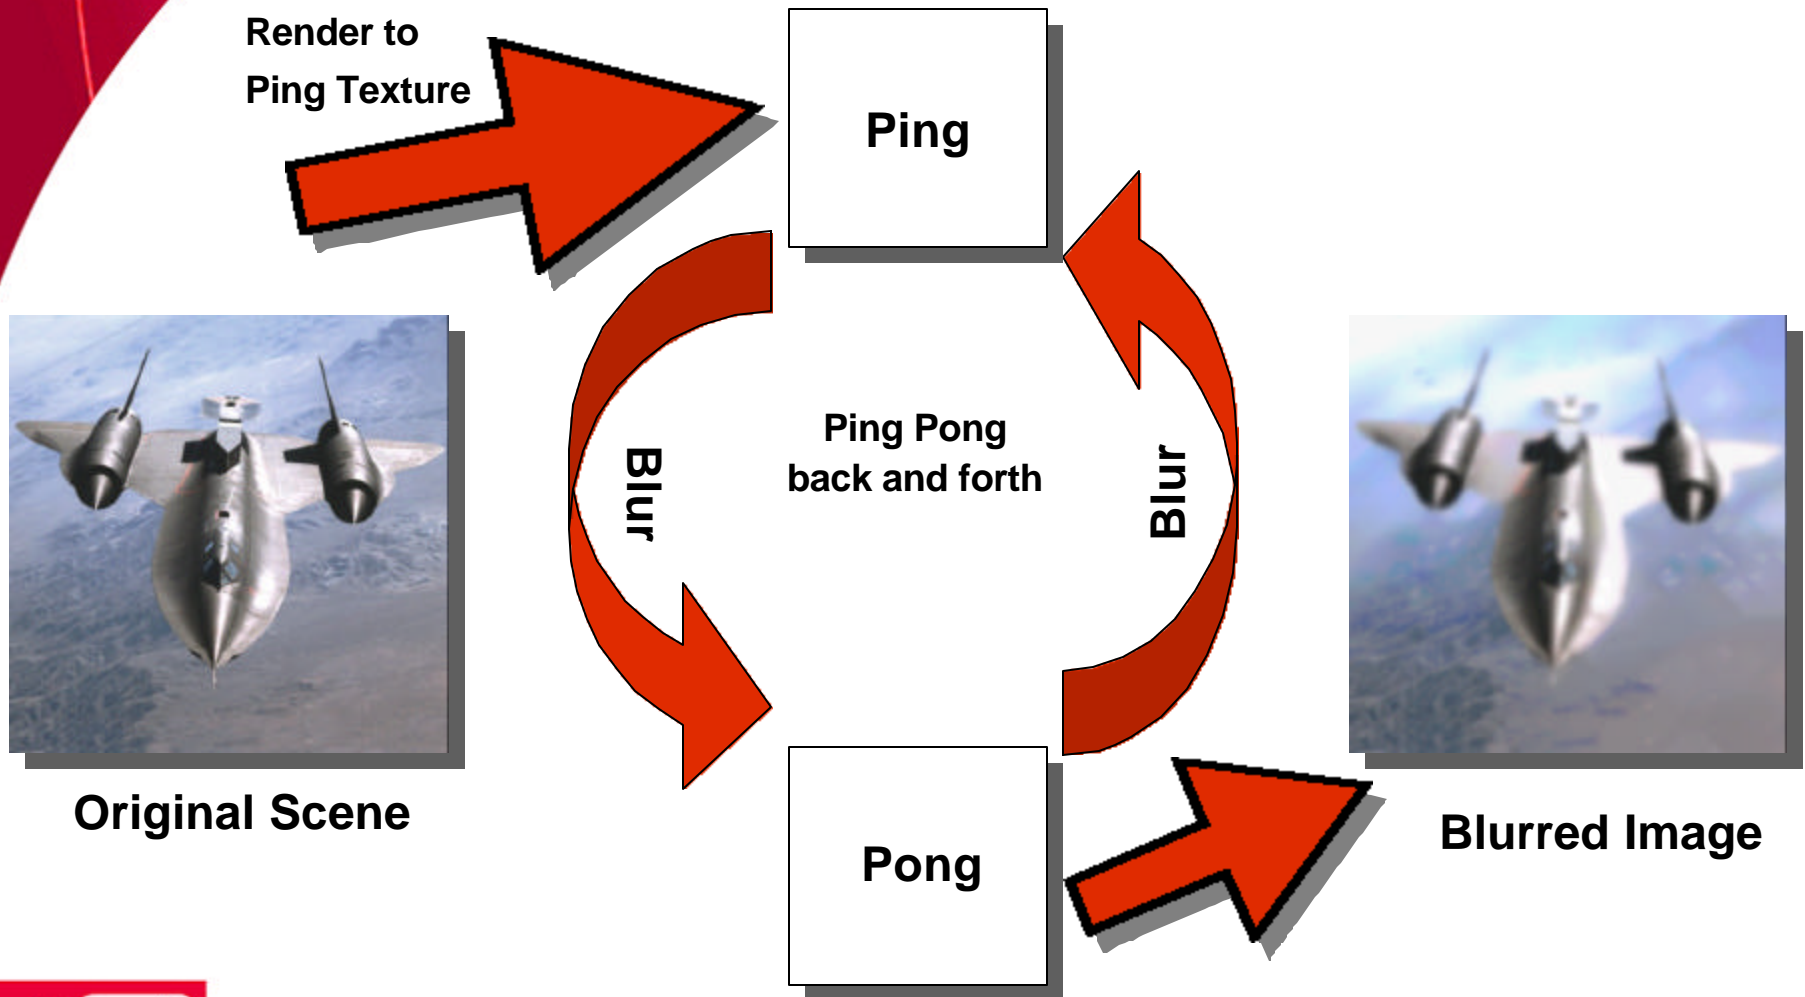 Render to
Ping Texture
Ping
Ping Pong
back and forth
Blur
Blur
Original Scene
Pong
Blurred Image